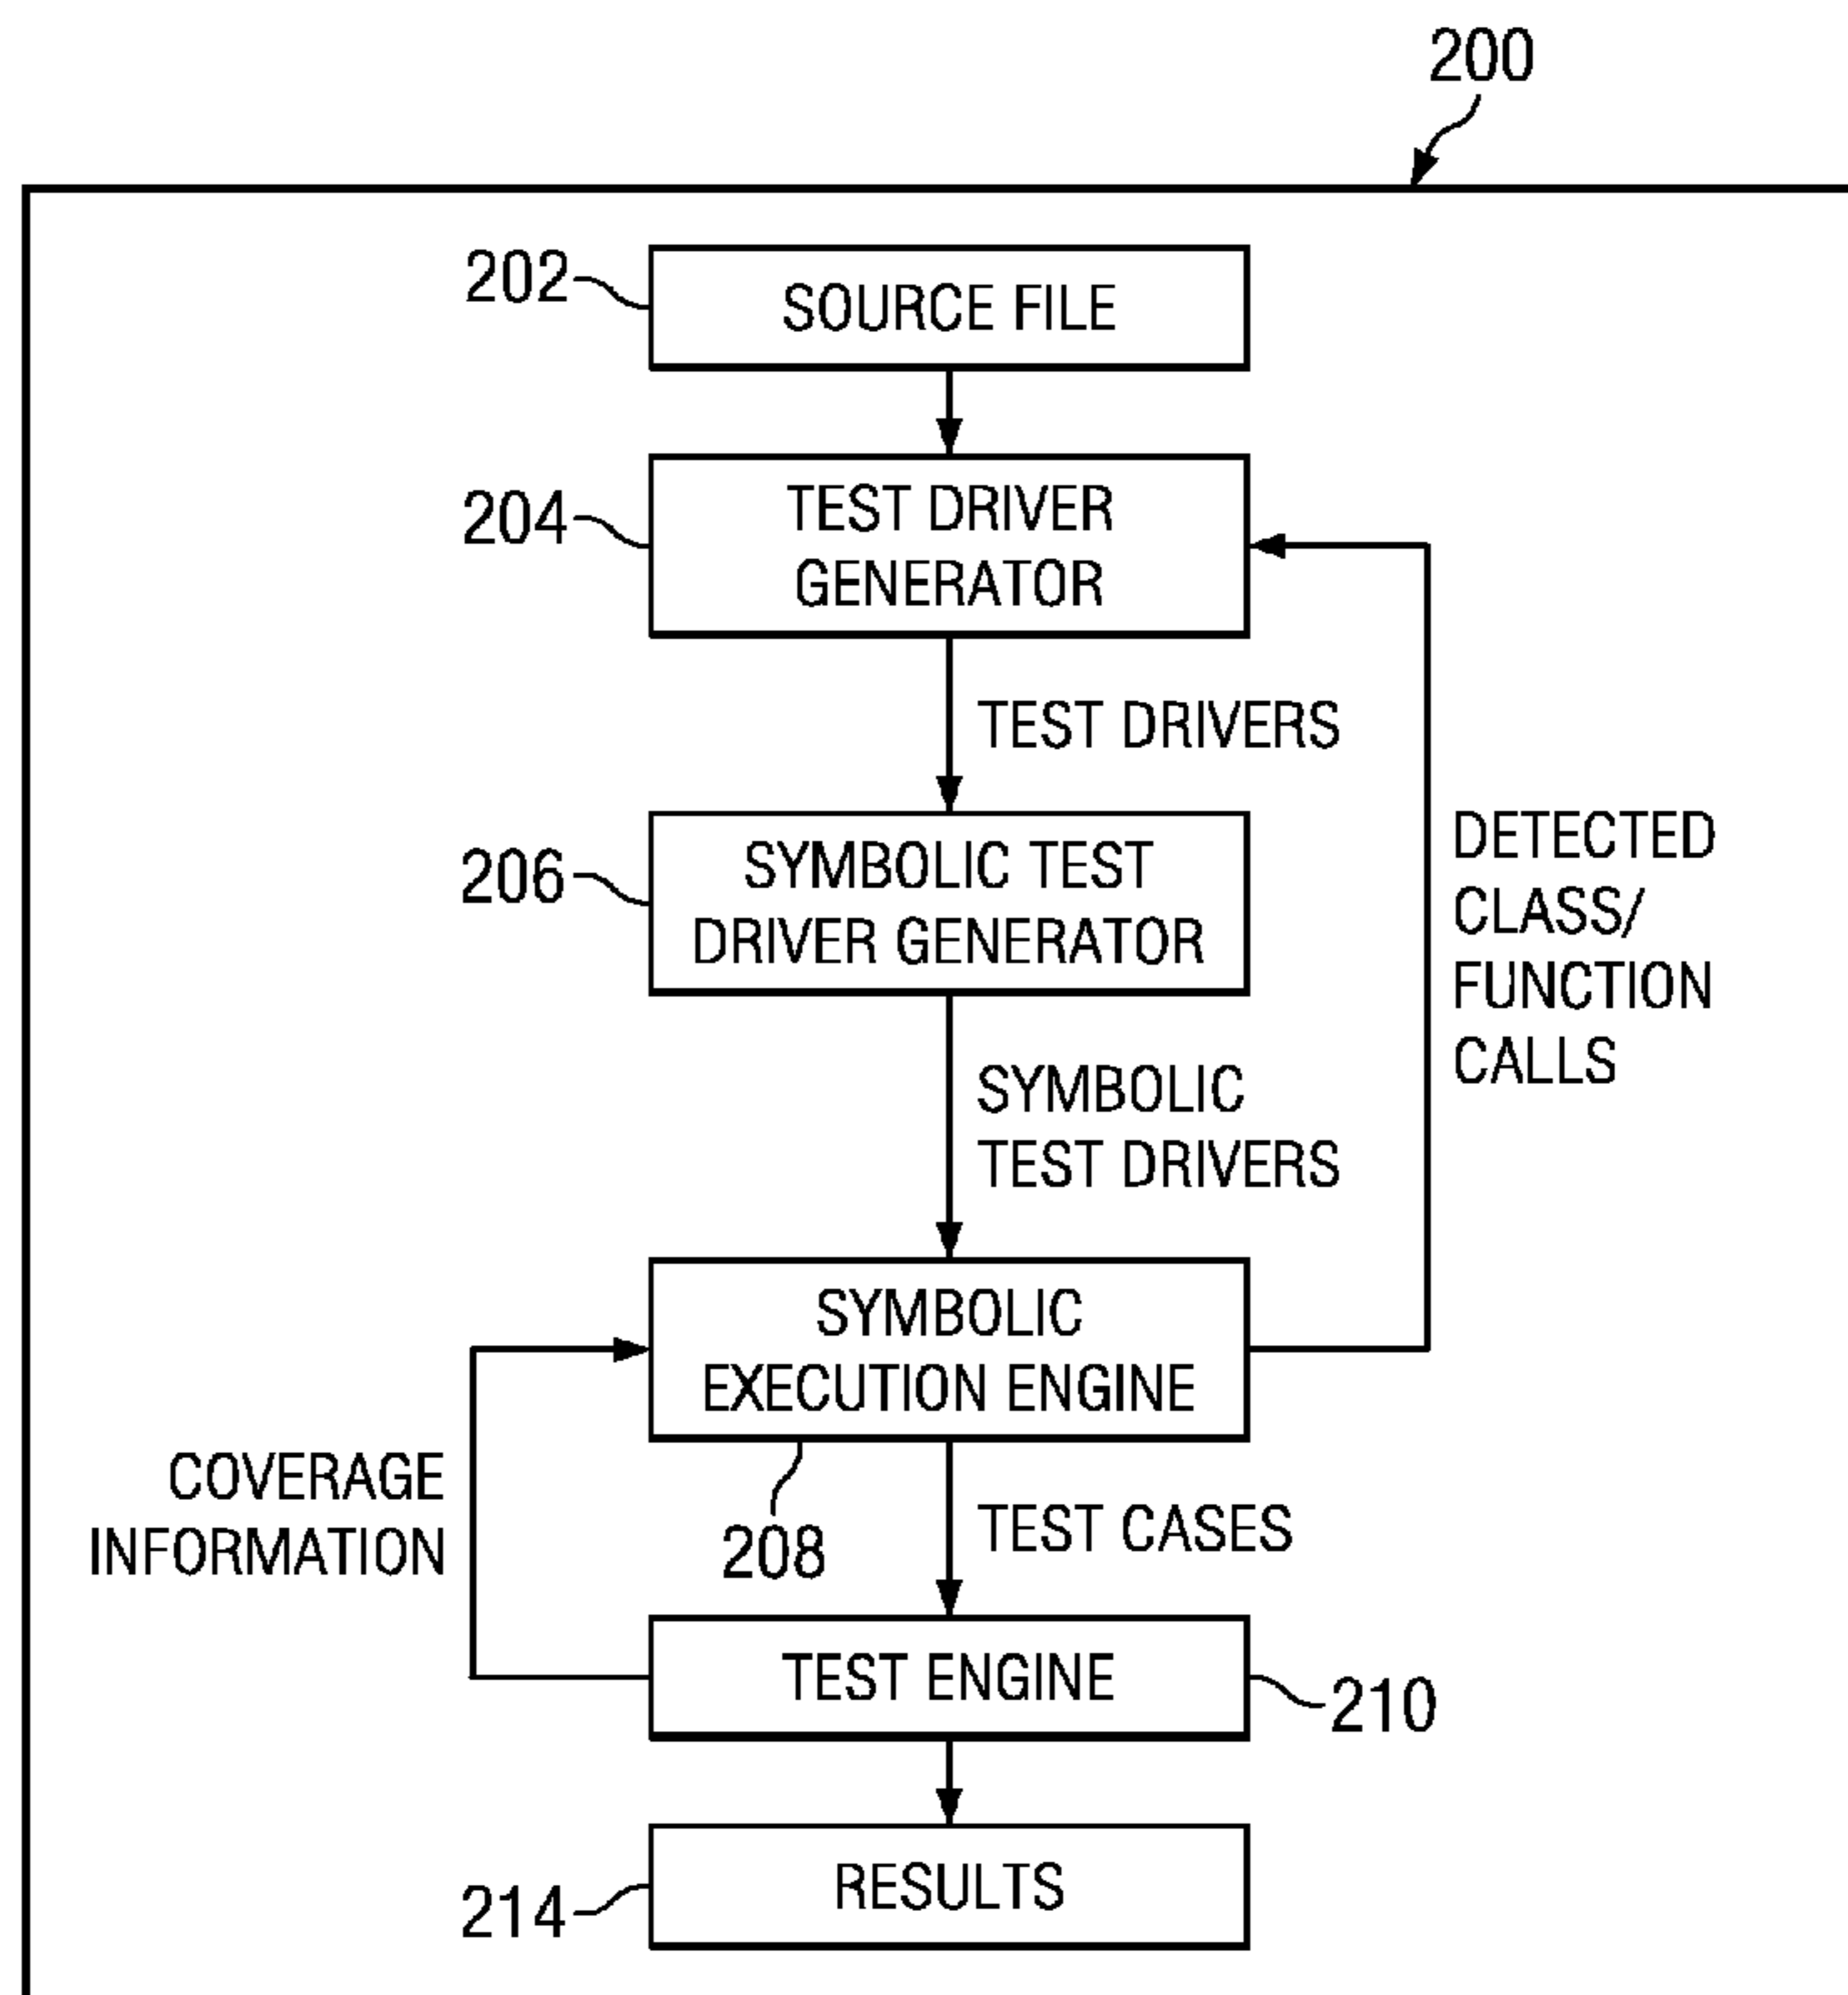 200
202
SOURCE FILE
204
TEST DRIVER
GENERATOR
TEST DRIVERS
206
SYMBOLIC TEST
DRIVER GENERATOR
DETECTED
CLASS/
FUNCTION
CALLS
SYMBOLIC
TEST DRIVERS
SYMBOLIC
EXECUTION ENGINE
COVERAGE
INFORMATION
208
TEST CASES
TEST ENGINE
210
RESULTS
214